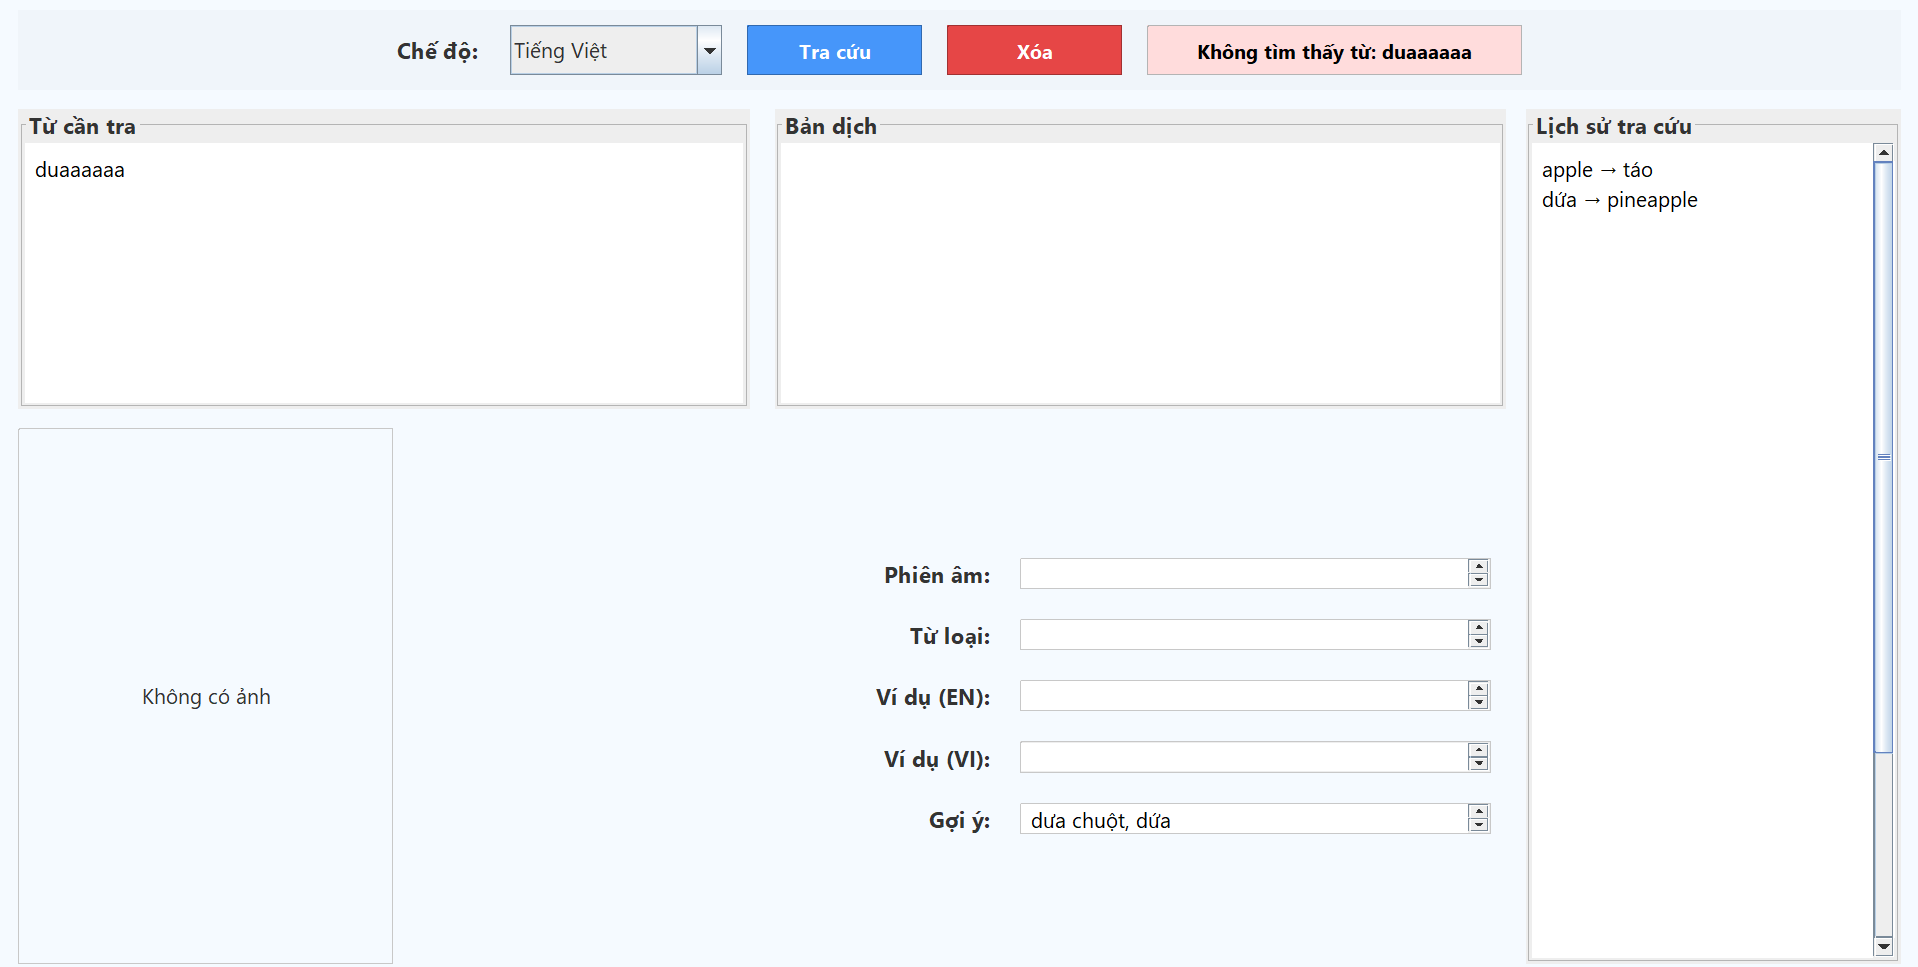 Chế độ:
Tiếng Việt
Tra cứu
Xóa
Không tìm thấy từ: duaaaaaa
Từ cần tra
duaaaaaa
Bản dịch
Lịch sử tra cứu
apple → táo
dứa → pineapple
Không có ảnh
Phiên âm:
Từ loại:
Ví dụ (EN):
Ví dụ (VI):
Gợi ý:
dưa chuột, dứa